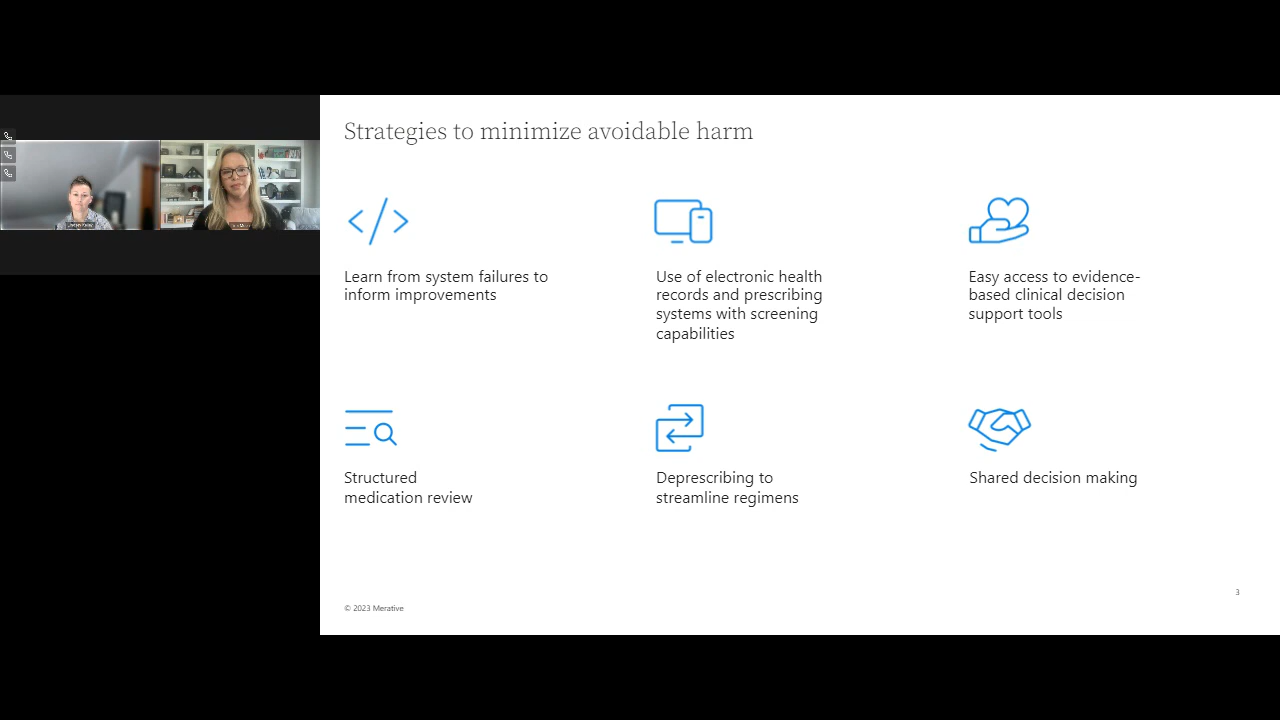 Strategies to minimize avoidable harm
Learn from system failures to
inform improvements
Use of electronic health
records and prescribing
systems with screening
capabilities
Easy access to evidence-
based clinical decision
support tools
Structured
medication review
Deprescribing to
streamline regimens
Shared decision making
3
© 2023 Merative